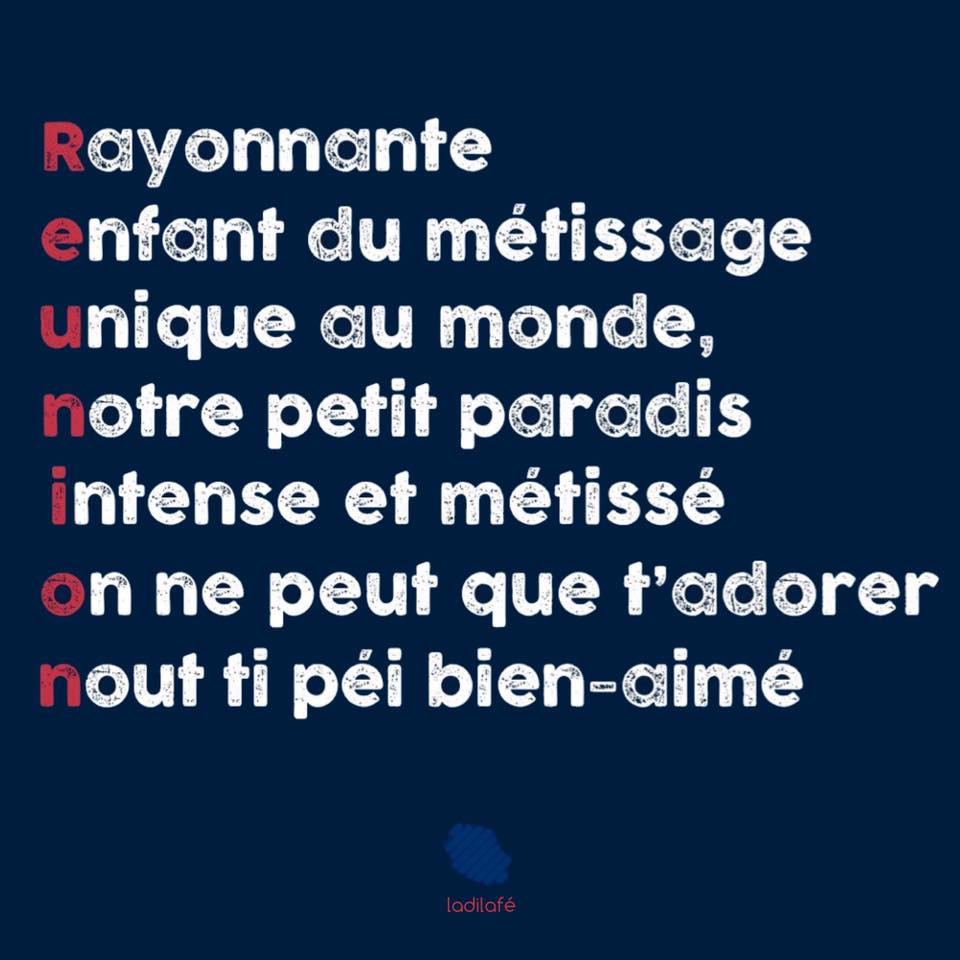 Rayonnante
enfant du métissage
unique au monde,
notre petit paradis
intense et métissé
on ne peut que t'adorer
nout ti péi bien-aimé
ladilafé